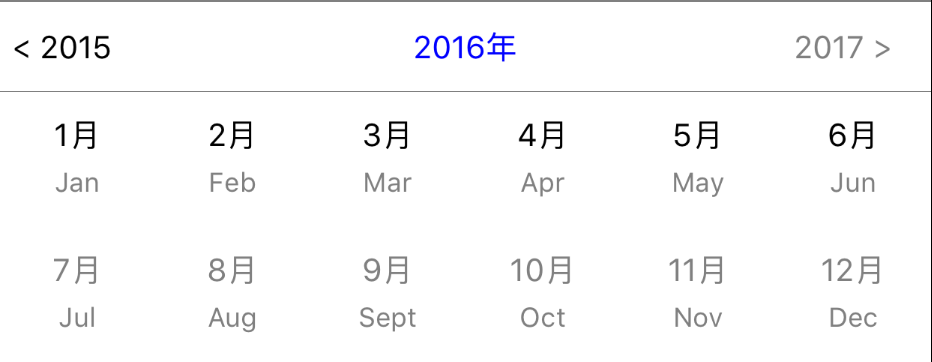 < 2015 2016年 2017 >
1月 2月 3月 4月 5月 6月
Jan Feb Mar Apr May Jun
7月 8月 9月 10月 11月 12月
Jul Aug Sept Oct Nov Dec